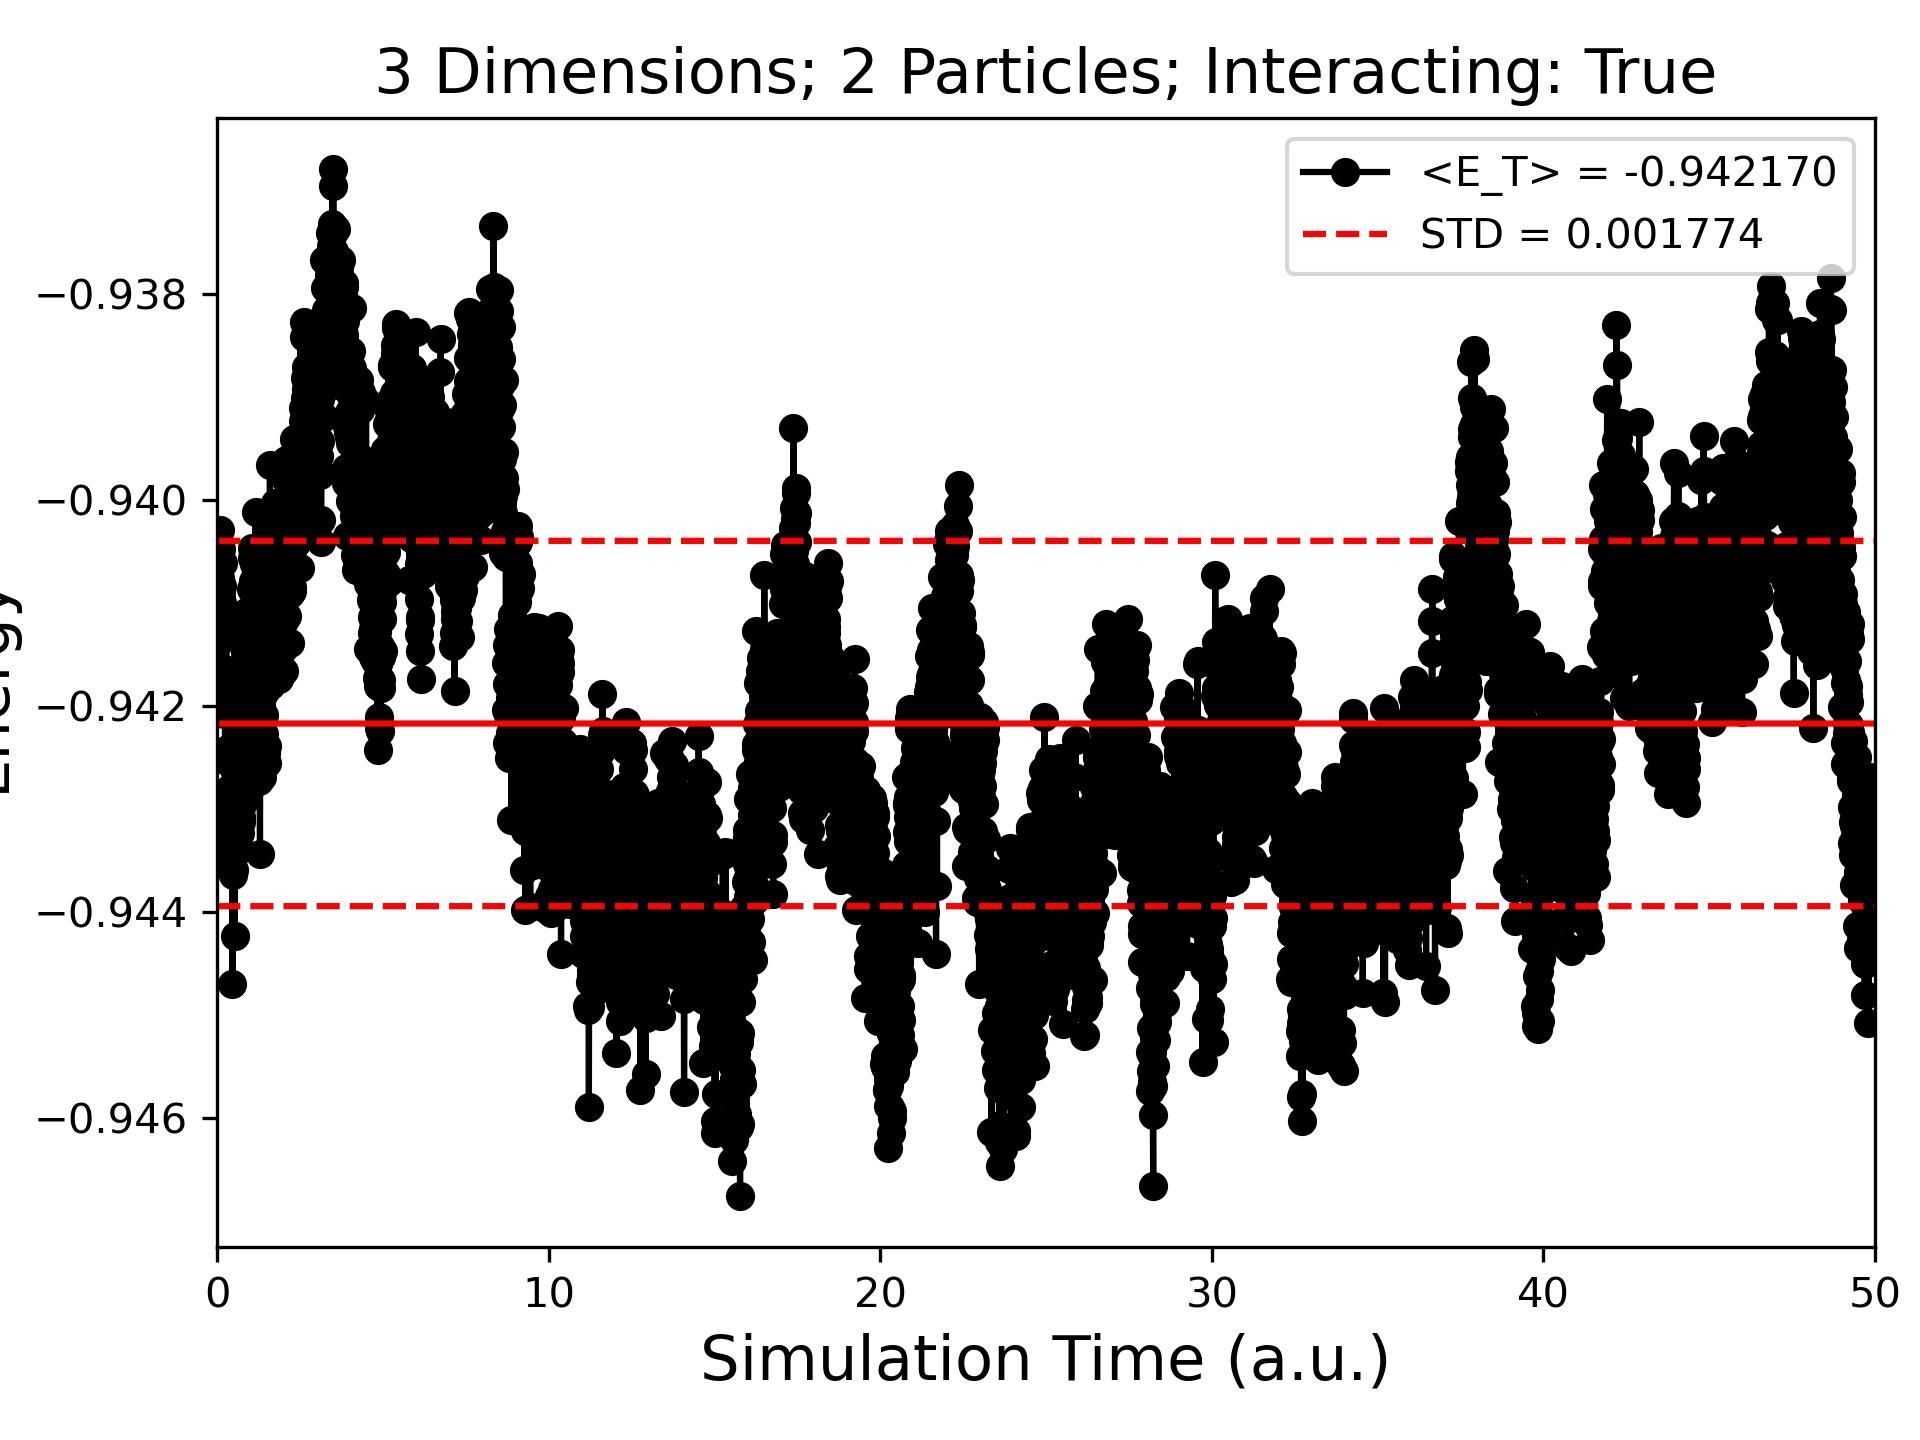 3 Dimensions; 2 Particles; Interacting: True
<E_T> = -0.942170
STD = 0.001774
Energy
−0.938
−0.940
−0.942
−0.944
−0.946
0 10 20 30 40 50
Simulation Time (a.u.)